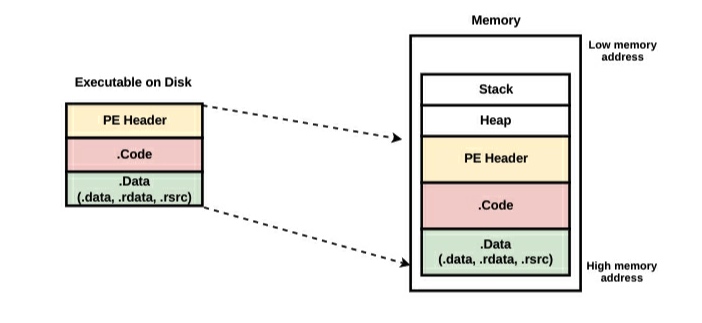 Memory
Low memory
address
Executable on Disk
PE Header
.Code
.Data
(.data, .rdata, .rsrc)
Stack
Heap
PE Header
.Code
.Data
(.data, .rdata, .rsrc)
High memory
address